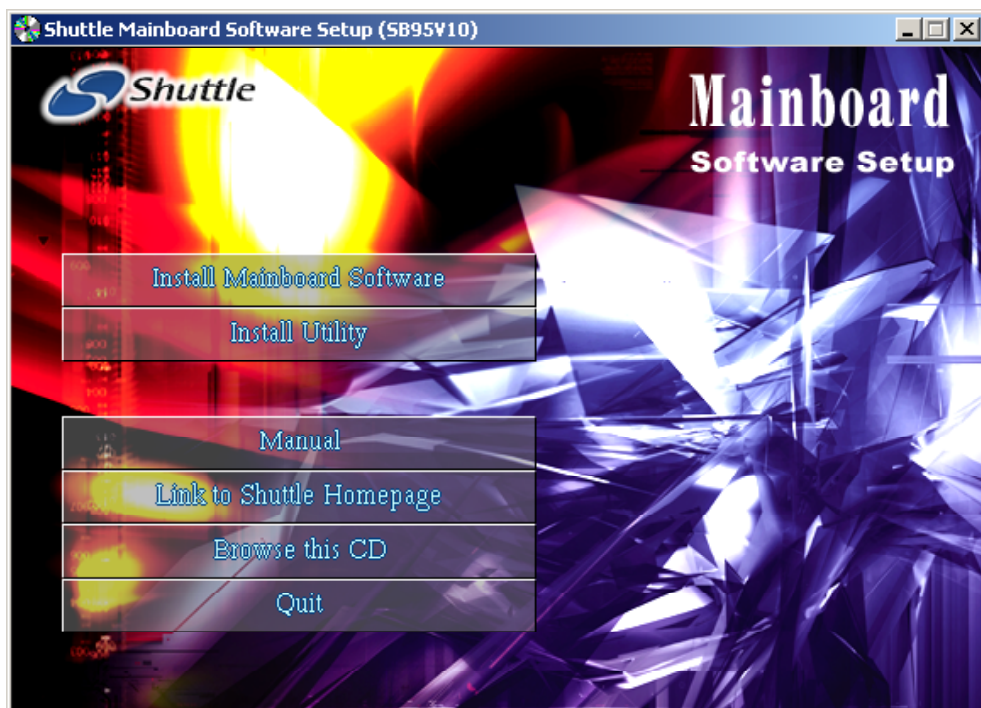 Shuttle Mainboard Software Setup (SB95V10)
Shuttle
Mainboard
Software Setup
Install Mainboard Software
Install Utility
Manual
Link to Shuttle Homepage
Browse this CD
Quit